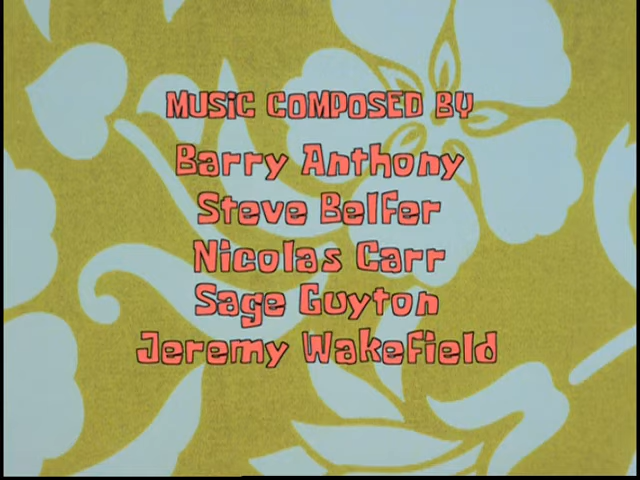 MUSiC COMPOSED BY
Barry Anthony
Steve Belfer
Nicolas Carr
Sage Guyton
Jeremy Wakefield